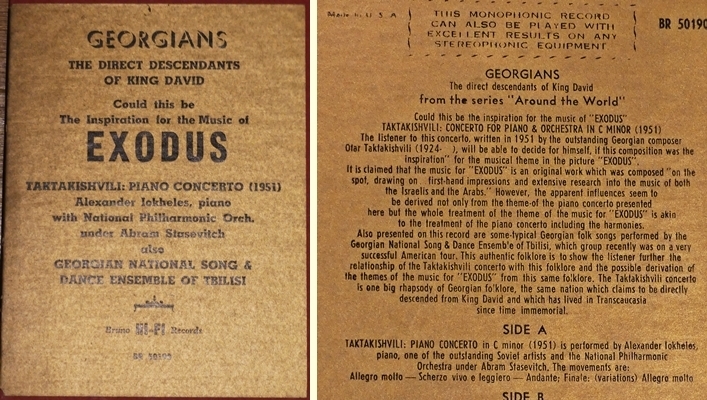 GEORGIANS
THE DIRECT DESCENDANTS
OF KING DAVID
Could this be
The Inspiration for the Music of
EXODUS
TAKTAKISHVILI: PIANO CONCERTO (1951)
Alexander Iokheles, piano
with National Philharmonic Orch.
under Abram Stasevitch
also
GEORGIAN NATIONAL SONG &
DANCE ENSEMBLE OF TBILISI
Bruno HI-FI Records
BR 50190
Made in U. S. A
THIS MONOPHONIC RECORD
CAN ALSO BE PLAYED WITH
EXCELLENT RESULTS ON ANY
STEREOPHONIC EQUIPMENT
BR 50190
GEORGIANS
The direct descendants of King David
from the series "Around the World"
Could this be the inspiration for the music of "EXODUS"
TAKTAKISHVILI: CONCERTO FOR PIANO & ORCHESTRA IN C MINOR (1951)
The listener to this concerto, written in 1951 by the outstanding Georgian composer
Otar Taktakishvili (1924- ), will be able to decide for himself, if this composition was the
inspiration" for the musical theme in the picture "EXODUS".
It is claimed that the music for "EXODUS" is an original work which was composed "on the
spot, drawing on first-hand impressions and extensive research into the music of both
the Israelis and the Arabs." However, the apparent influences seem to
be derived not only from the theme of the piano concerto presented
here but the whole treatment of the theme of the music for "EXODUS" is akin
to the treatment of the piano concerto including the harmonies.
Also presented on this record are some typical Georgian folk songs performed by the
Georgian National Song & Dance Ensemble of Tbilisi, which group recently was on a very
successful American tour. This authentic folklore is to show the listener further the
relationship of the Taktakishvili concerto with this folklore and the possible derivation of
the themes of the music for "EXODUS" from this same folklore. The Taktakishvili concerto
is one big rhapsody of Georgian folklore, the same nation which claims to be directly
descended from King David and which has lived in Transcaucasia
since time immemorial.
SIDE A
TAKTAKISHVILI: PIANO CONCERTO in C minor (1951) is performed by Alexander Iokheles,
piano, one of the outstanding Soviet artists and the National Philharmonic
Orchestra under Abram Stasevitch. The movements are:
Allegro molto — Scherzo vivo e leggiero — Andante; Finale: (variations) Allegro molto
SIDE B